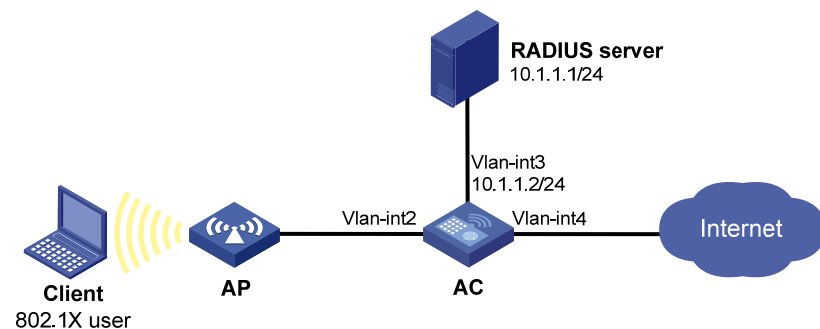 RADIUS server
10.1.1.1/24
Vlan-int3
10.1.1.2/24
Vlan-int2
Vlan-int4
Internet
Client
802.1X user
AP
AC